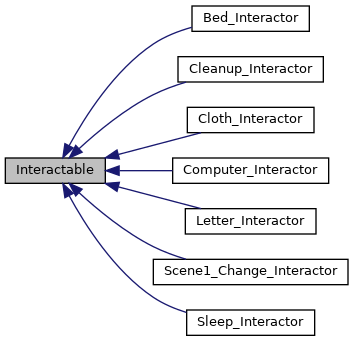 Bed_Interactor
Cleanup_Interactor
Cloth_Interactor
Interactable
Computer_Interactor
Letter_Interactor
Scene1_Change_Interactor
Sleep_Interactor